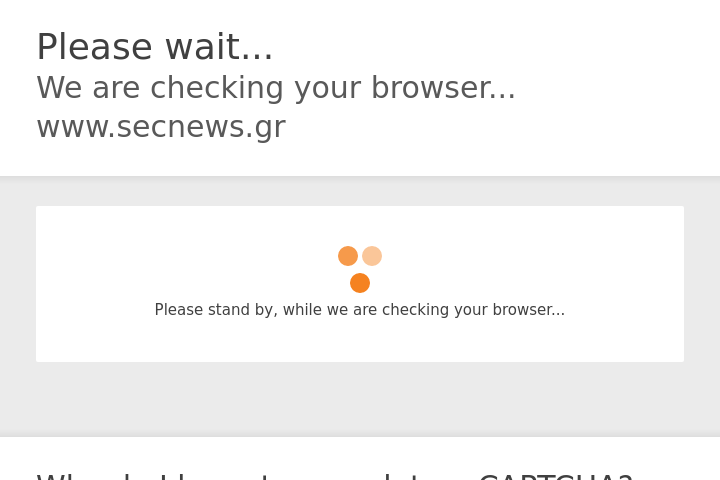 Please wait...
We are checking your browser...
www.secnews.gr
Please stand by, while we are checking your browser...
CAPTCHA?